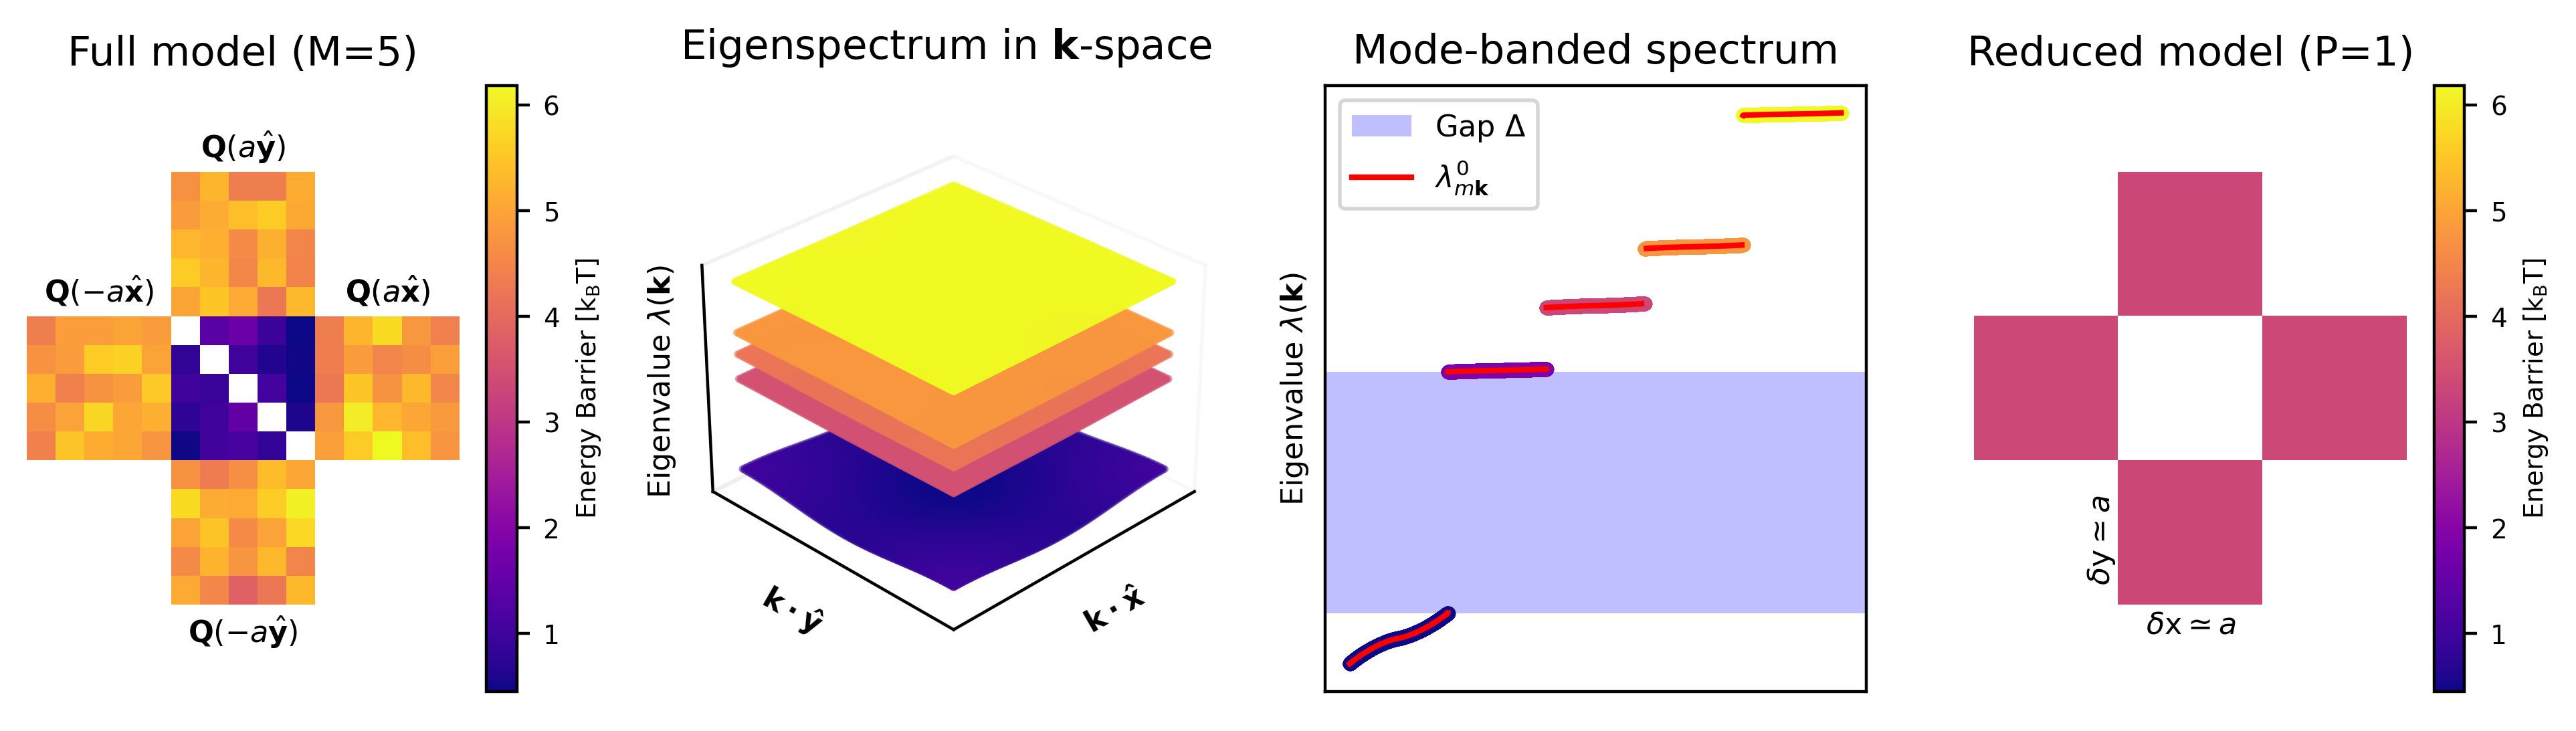 Full model (M=5)
Q(aŷ)
Q(−ax̂)
Q(ax̂)
Q(−aŷ)
6
5
4
3
2
1
Energy Barrier [k_BT]
Eigenspectrum in k-space
Eigenvalue λ(k)
k · ŷ
k · x̂
Mode-banded spectrum
Gap Δ
λ⁰_mk
Eigenvalue λ(k)
Reduced model (P=1)
δy ≃ a
δx ≃ a
6
5
4
3
2
1
Energy Barrier [k_BT]